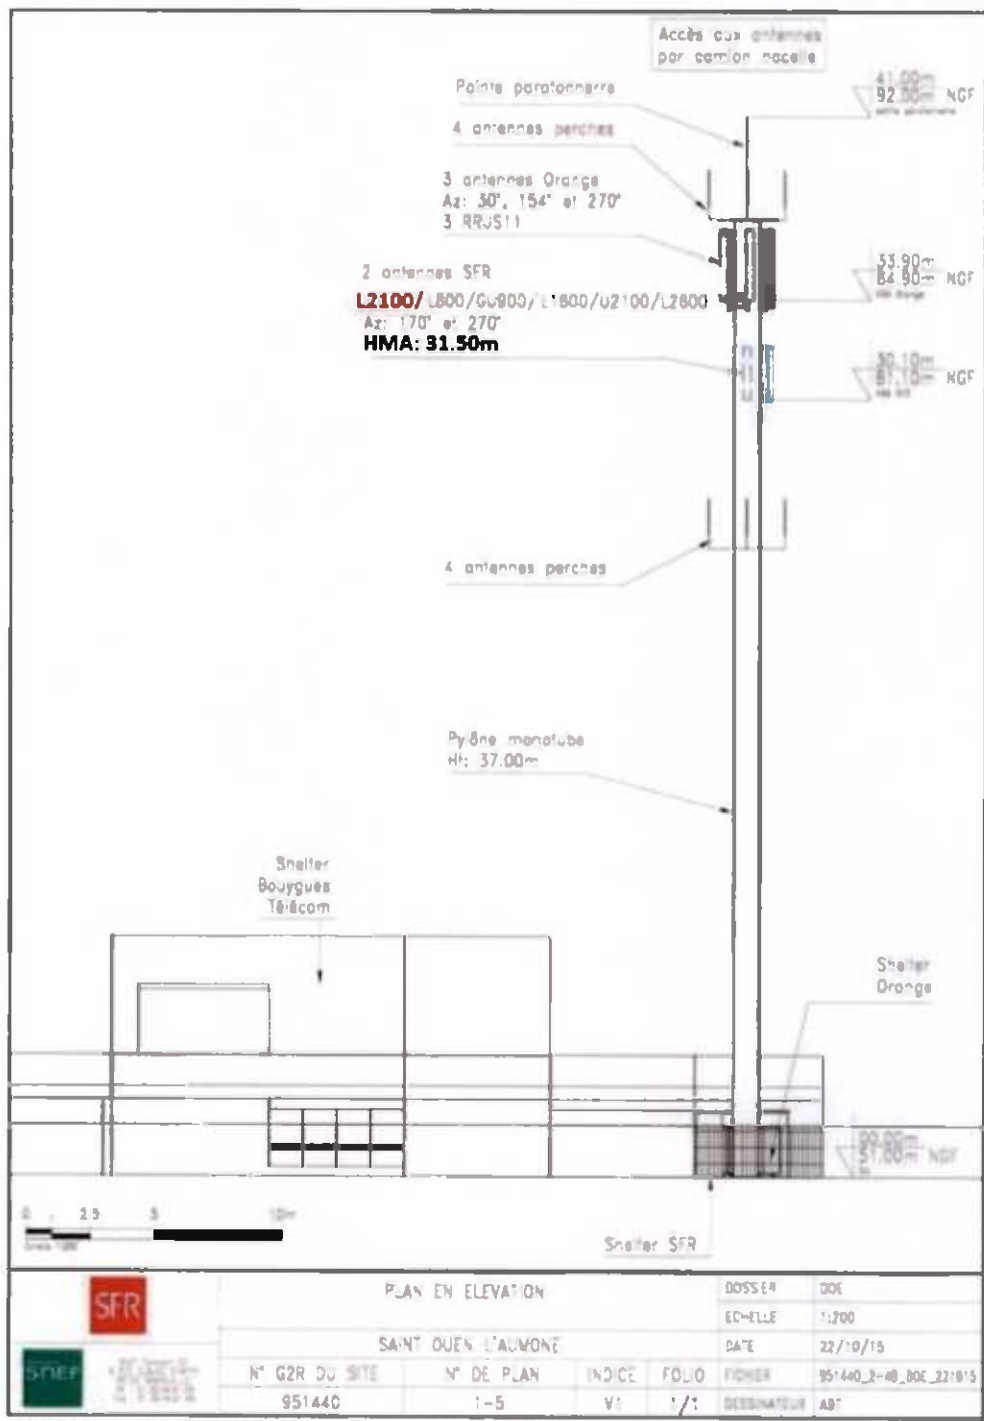 Accès aux antennes
par camion nacelle
Pointe paratonnerre
41.00m
92.00m NGF
4 antennes perches
3 antennes Orange
Az: 30°, 154° et 270°
3 RRUS11
33.90m
84.90m NGF
2 antennes SFR
L2100/L800/GU900/L1800/U2100/L2600
Az: 170° et 270°
HMA: 31.50m
30.10m
81.10m NGF
4 antennes perches
Pylône monotube
Ht: 37.00m
Shelter
Bouygues
Télécom
Shelter
Orange
00.00m
51.00m NGF
0 2.5 5 10m
Shelter SFR
SFR
PLAN EN ELEVATION
DOSSIER DOE
ECHELLE 1:200
SAINT OUEN L'AUMONE
DATE 22/10/15
snef
N° G2R DU SITE N° DE PLAN INDICE FOLIO
FICHIER 951440_2-4B_DOE_221015
951440 1-5 V1 1/1
DESSINATEUR ABT